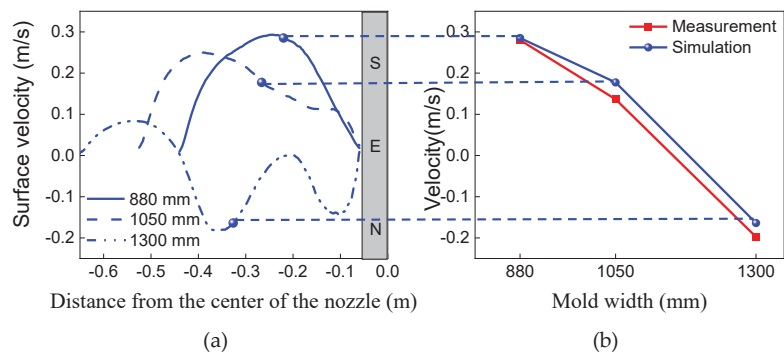 0.3
0.2
0.1
0.0
-0.1
-0.2
Surface velocity (m/s)
S
E
N
880 mm
1050 mm
1300 mm
-0.6 -0.5 -0.4 -0.3 -0.2 -0.1 0.0
Distance from the center of the nozzle (m)
(a)
Measurement
Simulation
0.3
0.2
0.1
0.0
-0.1
-0.2
Velocity(m/s)
880 1050 1300
Mold width (mm)
(b)